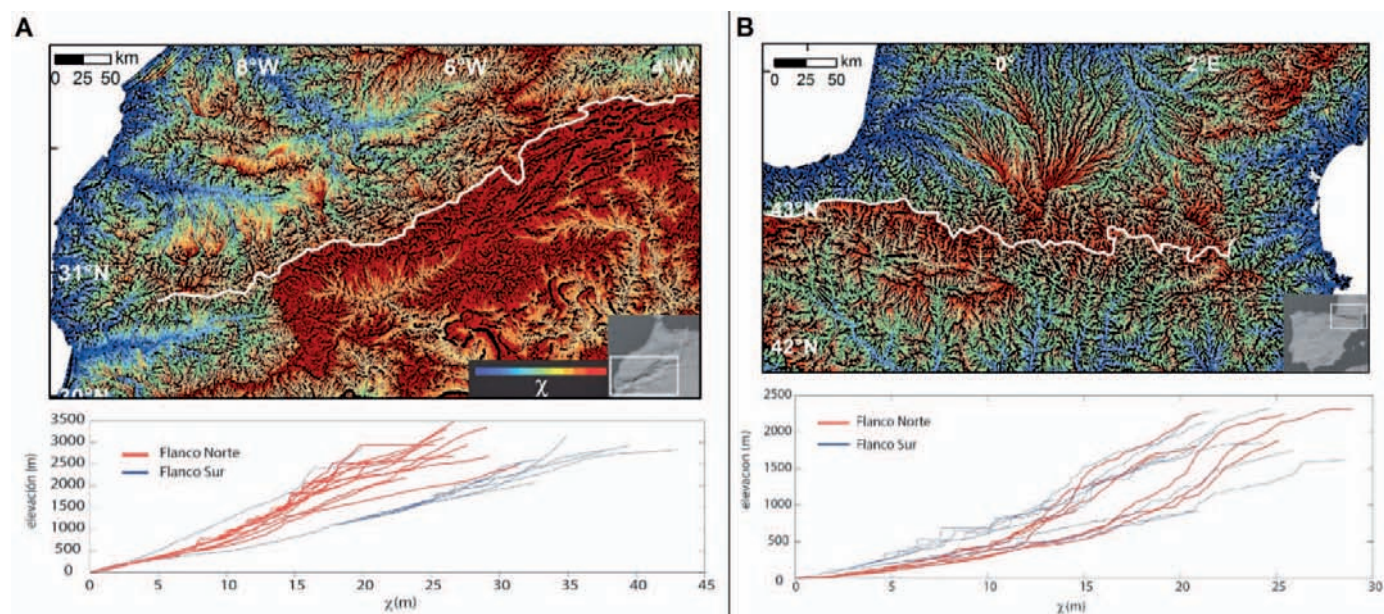 A
km
0 25 50
8°W
6°W
4°W
31°N
30°N
χ
3500
3000
2500
2000
1500
1000
500
0
elevación (m)
Flanco Norte
Flanco Sur
0 5 10 15 20 25 30 35 40 45
χ(m)
B
km
0 25 50
0°
2°E
43°N
42°N
2500
2000
1500
1000
500
0
elevacion (m)
Flanco Norte
Flanco Sur
0 5 10 15 20 25 30
χ(m)